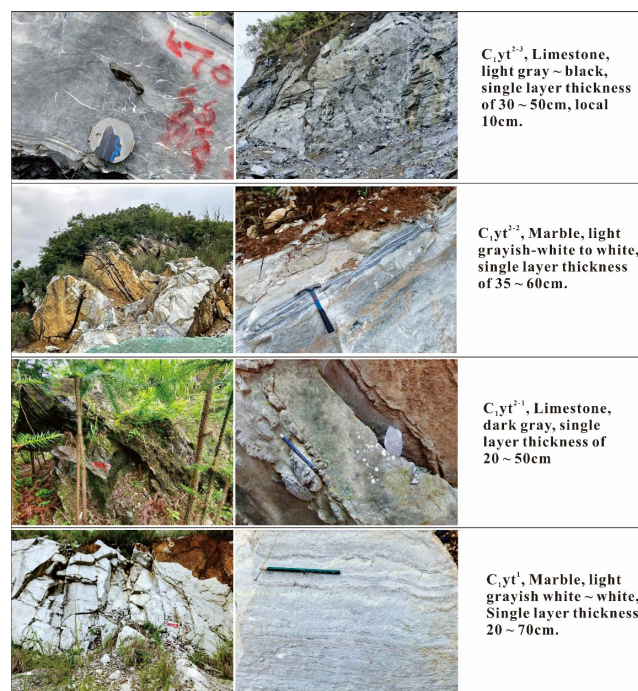 470
C₁yt²⁻³, Limestone,
light gray ~ black,
single layer thickness
of 30 ~ 50cm, local
10cm.
C₁yt²⁻², Marble, light
grayish-white to white,
single layer thickness
of 35 ~ 60cm.
C₁yt²⁻¹, Limestone,
dark gray, single
layer thickness of
20 ~ 50cm
C₁yt¹, Marble, light
grayish white ~ white,
Single layer thickness
20 ~ 70cm.